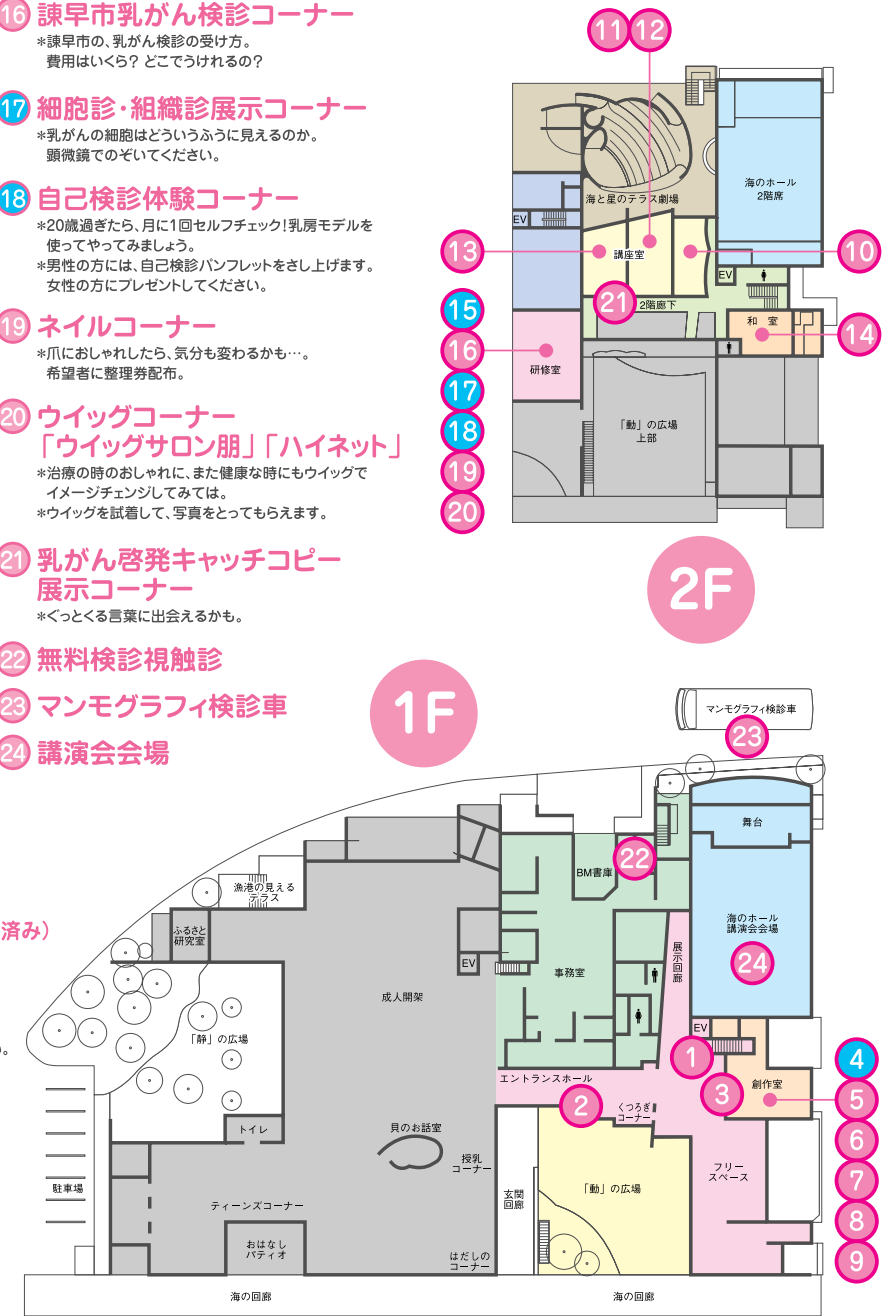 16 諫早市乳がん検診コーナー
*諫早市の、乳がん検診の受け方。
費用はいくら? どこでうけれるの?
17 細胞診・組織診展示コーナー
*乳がんの細胞はどういうふうに見えるのか。
顕微鏡でのぞいてください。
18 自己検診体験コーナー
*20歳過ぎたら、月に1回セルフチェック!乳房モデルを
使ってやってみましょう。
*男性の方には、自己検診パンフレットをさし上げます。
女性の方にプレゼントしてください。
19 ネイルコーナー
*爪におしゃれしたら、気分も変わるかも…。
希望者に整理券配布。
20 ウイッグコーナー
「ウイッグサロン朋」「ハイネット」
*治療の時のおしゃれに、また健康な時にもウイッグで
イメージチェンジしてみては。
*ウイッグを試着して、写真をとってもらえます。
21 乳がん啓発キャッチコピー
展示コーナー
*ぐっとくる言葉に出会えるかも。
22 無料検診視触診
23 マンモグラフィ検診車
24 講演会会場
済み)
。
11 12
海のホール
2階席
海と星のテラス劇場
EV
13
講座室
10
EV
21
2階廊下
15
和 室
14
16
研修室
17
18
「動」の広場
上部
19
20
2F
1F
マンモグラフィ検診車
23
舞台
22
BM書庫
漁港の見える
テラス
ふるさと
研究室
海のホール
講演会会場
24
展示回廊
EV
事務室
成人開架
「静」の広場
EV
1
4
エントランスホール
創作室
3
5
2
くつろぎ
コーナー
トイレ
貝のお話室
6
授乳
コーナー
フリー
スペース
7
駐車場
玄関
回廊
「動」の広場
ティーンズコーナー
8
おはなし
パティオ
はだしの
コーナー
9
海の回廊
海の回廊